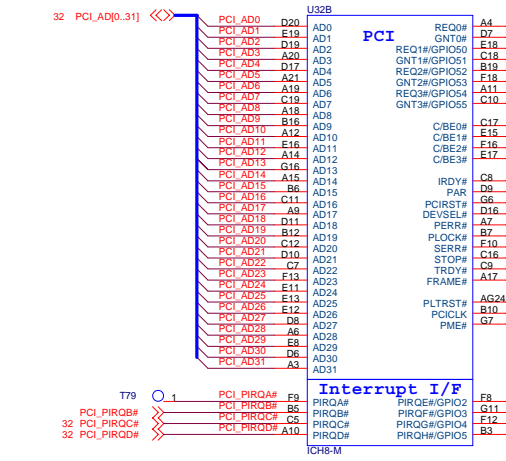 U32B
32 PCI_AD[0..31]
PCI
PCI_AD0 D20 AD0 REQ0# A4
PCI_AD1 E19 AD1 GNT0# D7
PCI_AD2 D19 AD2 REQ1#/GPIO50 E18
PCI_AD3 A20 AD3 GNT1#/GPIO51 C18
PCI_AD4 D17 AD4 REQ2#/GPIO52 B19
PCI_AD5 A21 AD5 GNT2#/GPIO53 F18
PCI_AD6 A19 AD6 REQ3#/GPIO54 A11
PCI_AD7 C19 AD7 GNT3#/GPIO55 C10
PCI_AD8 A18 AD8
PCI_AD9 B16 AD9 C/BE0# C17
PCI_AD10 A12 AD10 C/BE1# E15
PCI_AD11 E16 AD11 C/BE2# F16
PCI_AD12 A14 AD12 C/BE3# E17
PCI_AD13 G16 AD13
PCI_AD14 A15 AD14 IRDY# C8
PCI_AD15 B6 AD15 PAR D9
PCI_AD16 C11 AD16 PCIRST# G6
PCI_AD17 A9 AD17 DEVSEL# D16
PCI_AD18 D11 AD18 PERR# A7
PCI_AD19 B12 AD19 PLOCK# B7
PCI_AD20 C12 AD20 SERR# F10
PCI_AD21 D10 AD21 STOP# C16
PCI_AD22 C7 AD22 TRDY# C9
PCI_AD23 F13 AD23 FRAME# A17
PCI_AD24 E11 AD24
PCI_AD25 E13 AD25 PLTRST# AG24
PCI_AD26 E12 AD26 PCICLK B10
PCI_AD27 D8 AD27 PME# G7
PCI_AD28 A6 AD28
PCI_AD29 E8 AD29
PCI_AD30 D6 AD30
PCI_AD31 A3 AD31
Interrupt I/F
T79 1 PCI_PIRQA# F9 PIRQA# PIRQE#/GPIO2 F8
PCI_PIRQB# PCI_PIRQB# B5 PIRQB# PIRQF#/GPIO3 G11
32 PCI_PIRQC# PCI_PIRQC# C5 PIRQC# PIRQG#/GPIO4 F12
32 PCI_PIRQD# PCI_PIRQD# A10 PIRQD# PIRQH#/GPIO5 B3
ICH8-M